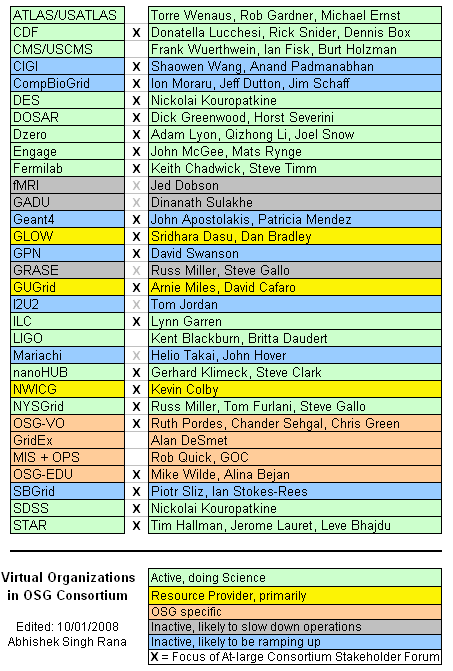 ATLAS/USATLAS Torre Wenaus, Rob Gardner, Michael Ernst
CDF X Donatella Lucchesi, Rick Snider, Dennis Box
CMS/USCMS Frank Wuerthwein, Ian Fisk, Burt Holzman
CIGI X Shaowen Wang, Anand Padmanabhan
CompBioGrid X Ion Moraru, Jeff Dutton, Jim Schaff
DES X Nickolai Kouropatkine
DOSAR X Dick Greenwood, Horst Severini
Dzero X Adam Lyon, Qizhong Li, Joel Snow
Engage X John McGee, Mats Rynge
Fermilab X Keith Chadwick, Steve Timm
fMRI X Jed Dobson
GADU X Dinanath Sulakhe
Geant4 X John Apostolakis, Patricia Mendez
GLOW X Sridhara Dasu, Dan Bradley
GPN X David Swanson
GRASE X Russ Miller, Steve Gallo
GUGrid X Arnie Miles, David Cafaro
I2U2 X Tom Jordan
ILC X Lynn Garren
LIGO Kent Blackburn, Britta Daudert
Mariachi X Helio Takai, John Hover
nanoHUB X Gerhard Klimeck, Steve Clark
NWICG X Kevin Colby
NYSGrid X Russ Miller, Tom Furlani, Steve Gallo
OSG-VO X Ruth Pordes, Chander Sehgal, Chris Green
GridEx Alan DeSmet
MIS + OPS Rob Quick, GOC
OSG-EDU X Mike Wilde, Alina Bejan
SBGrid X Piotr Sliz, Ian Stokes-Rees
SDSS X Nickolai Kouropatkine
STAR X Tim Hallman, Jerome Lauret, Leve Bhajdu
Virtual Organizations
in OSG Consortium
Edited: 10/01/2008
Abhishek Singh Rana
Active, doing Science
Resource Provider, primarily
OSG specific
Inactive, likely to slow down operations
Inactive, likely to be ramping up
X = Focus of At-large Consortium Stakeholder Forum